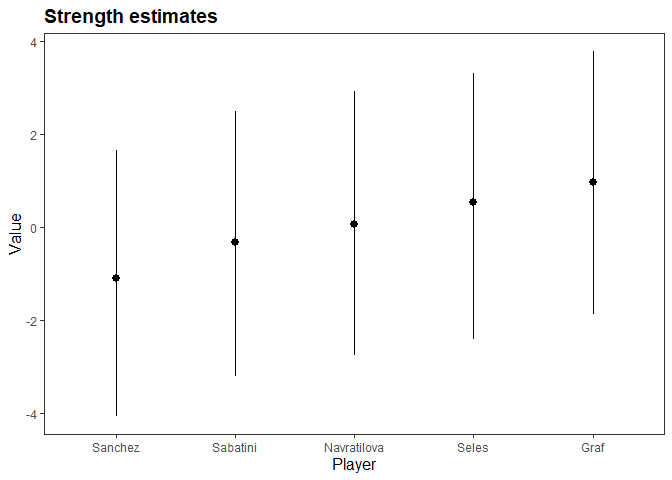 Strength estimates
4
2
0
-2
-4
Value
Sanchez Sabatini Navratilova Seles Graf
Player